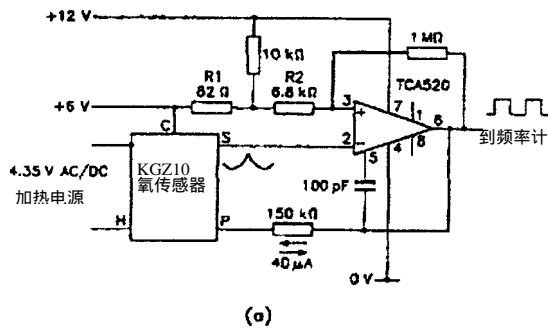 +12 V
1 MΩ
10 kΩ
R1
82 Ω
R2
6.8 kΩ
TCA520
+6 V
3
+
7
1
6
C
S
2
−
5
4
8
到频率计
4.35 V AC/DC
KGZ10
氧传感器
加热电源
100 pF
H
P
150 kΩ
40 μA
0 V
(a)